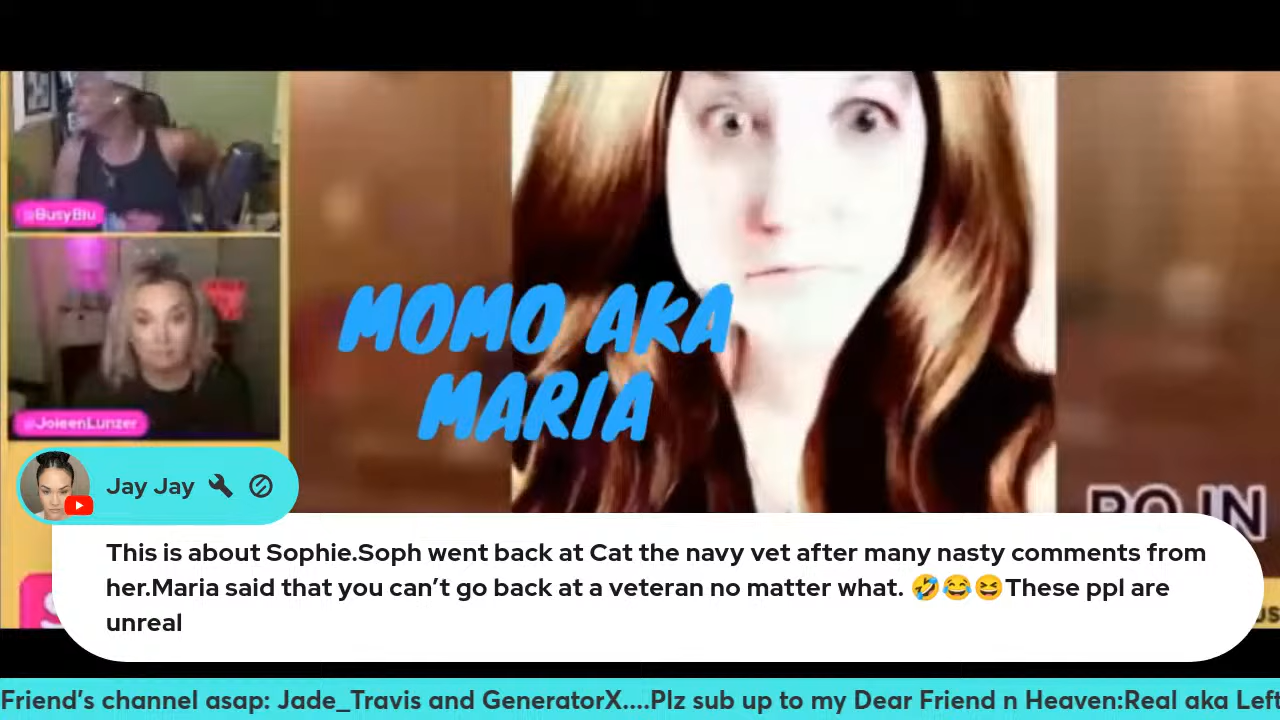 @BusyBlu
MOMO AKA
MARIA
@JoleenLunzer
Jay Jay
This is about Sophie.Soph went back at Cat the navy vet after many nasty comments from
her.Maria said that you can’t go back at a veteran no matter what. 🤣😂😆These ppl are
unreal
Friend's channel asap: Jade_Travis and GeneratorX....Plz sub up to my Dear Friend n Heaven:Real aka Left